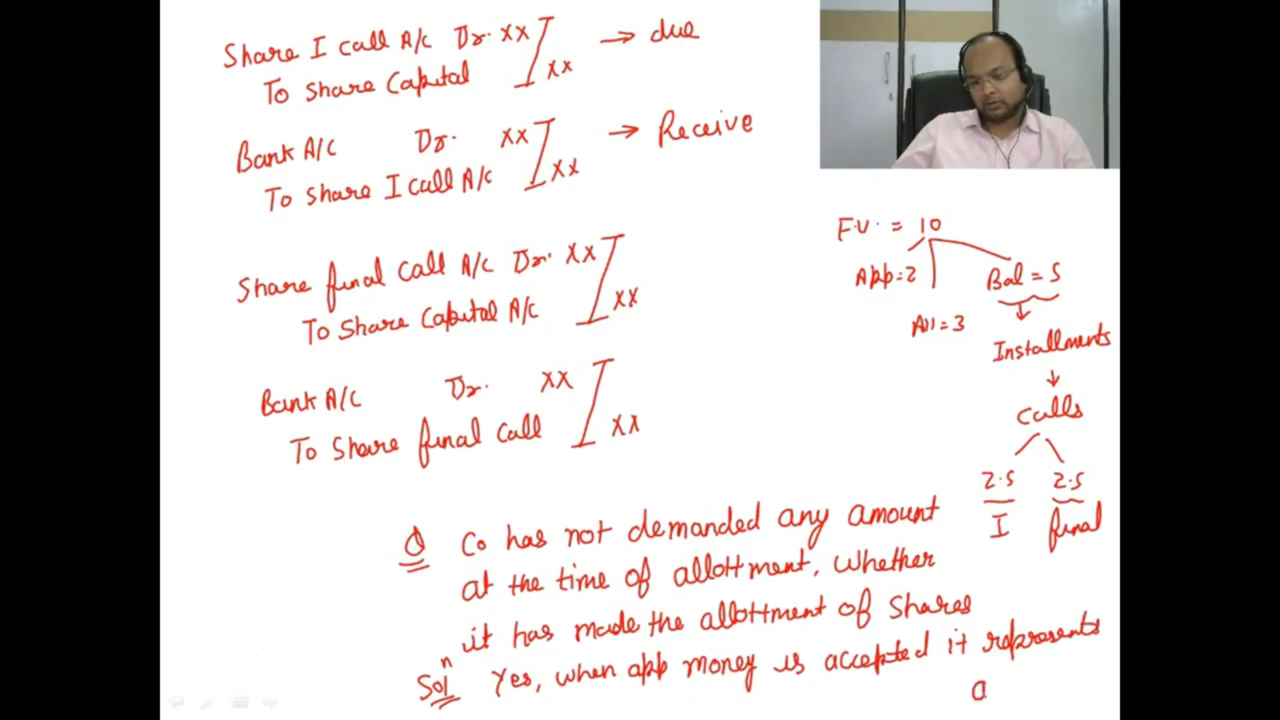 Share I call A/c Dr. xx → due
To Share Capital xx
Bank A/c Dr. xx → Receive
To Share I call A/c xx
Share final call A/c Dr. xx
To Share Capital A/c xx
Bank A/c Dr. xx
To Share final call xx
F.V. = 10
App = 2
All = 3
Bal = 5
Installments
calls
2.5 2.5
I final
Q Co has not demanded any amount
at the time of allottment, whether
it has made the allottment of shares
Soln Yes, when app money is accepted it represents
a